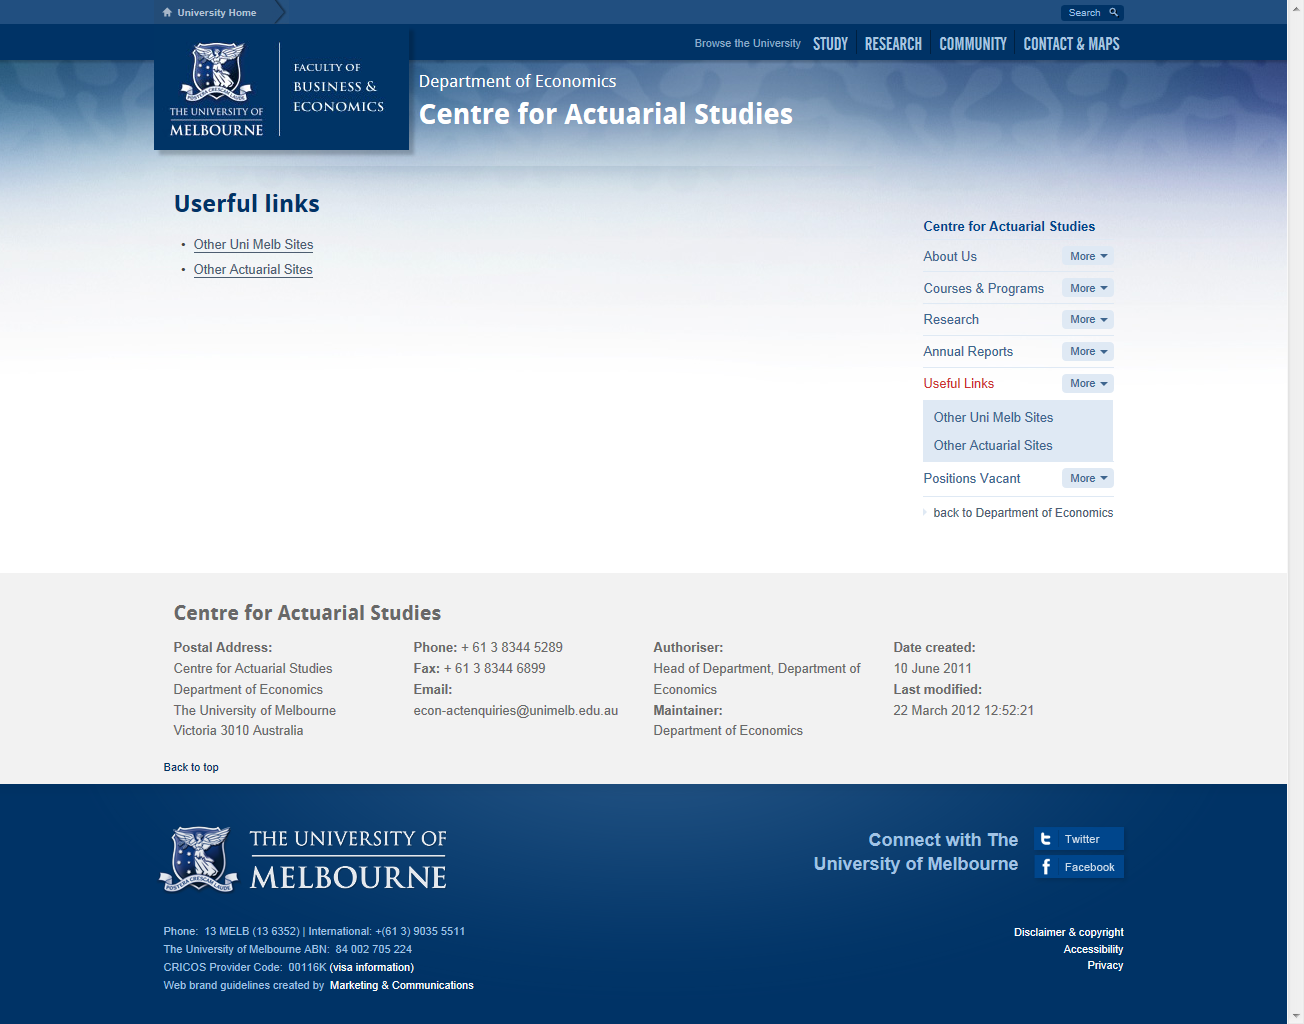 University Home
Search
Browse the University STUDY RESEARCH COMMUNITY CONTACT & MAPS
THE UNIVERSITY OF
MELBOURNE
FACULTY OF
BUSINESS &
ECONOMICS
Department of Economics
Centre for Actuarial Studies
Userful links
• Other Uni Melb Sites
• Other Actuarial Sites
Centre for Actuarial Studies
About Us More
Courses & Programs More
Research More
Annual Reports More
Useful Links More
Other Uni Melb Sites
Other Actuarial Sites
Positions Vacant More
back to Department of Economics
Centre for Actuarial Studies
Postal Address:
Centre for Actuarial Studies
Department of Economics
The University of Melbourne
Victoria 3010 Australia
Phone: + 61 3 8344 5289
Fax: + 61 3 8344 6899
Email:
econ-actenquiries@unimelb.edu.au
Authoriser:
Head of Department, Department of
Economics
Maintainer:
Department of Economics
Date created:
10 June 2011
Last modified:
22 March 2012 12:52:21
Back to top
POSTERA CRESCAM LAUDE
THE UNIVERSITY OF
MELBOURNE
Connect with The
University of Melbourne
Twitter
Facebook
Phone: 13 MELB (13 6352) | International: +(61 3) 9035 5511
The University of Melbourne ABN: 84 002 705 224
CRICOS Provider Code: 00116K (visa information)
Web brand guidelines created by Marketing & Communications
Disclaimer & copyright
Accessibility
Privacy